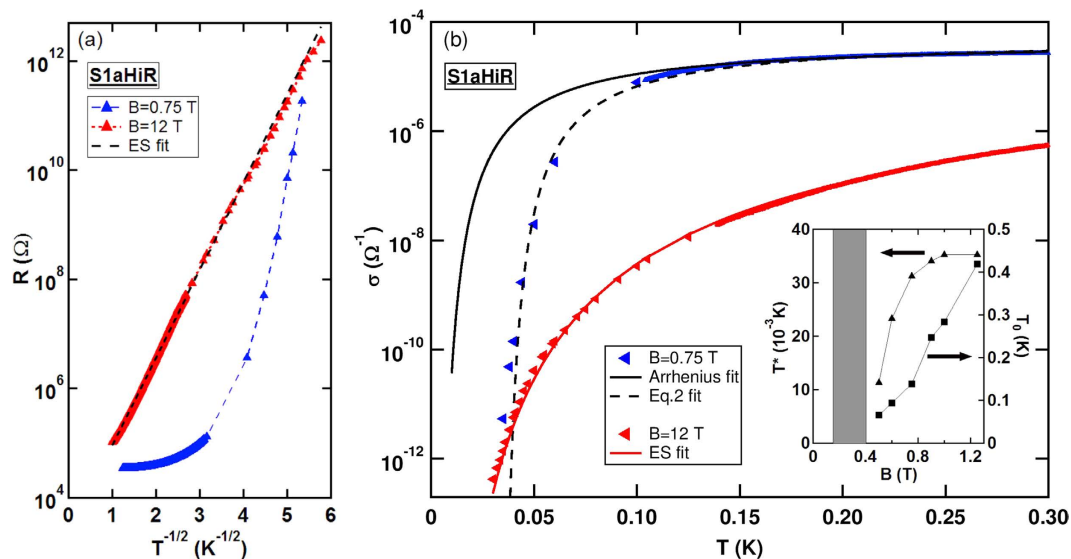 (a)
S1aHiR
B=0.75 T
B=12 T
ES fit
10^12
10^10
10^8
10^6
10^4
R (Ω)
0 1 2 3 4 5 6
T^-1/2 (K^-1/2)
(b)
S1aHiR
10^-4
10^-6
10^-8
10^-10
10^-12
σ (Ω^-1)
B=0.75 T
Arrhenius fit
Eq.2 fit
B=12 T
ES fit
0 0.05 0.10 0.15 0.20 0.25 0.30
T (K)
40
30
20
10
0
T* (10^-3 K)
0.5
0.4
0.3
0.2
0.1
0
T_0 (K)
0 0.4 0.8 1.2
B (T)